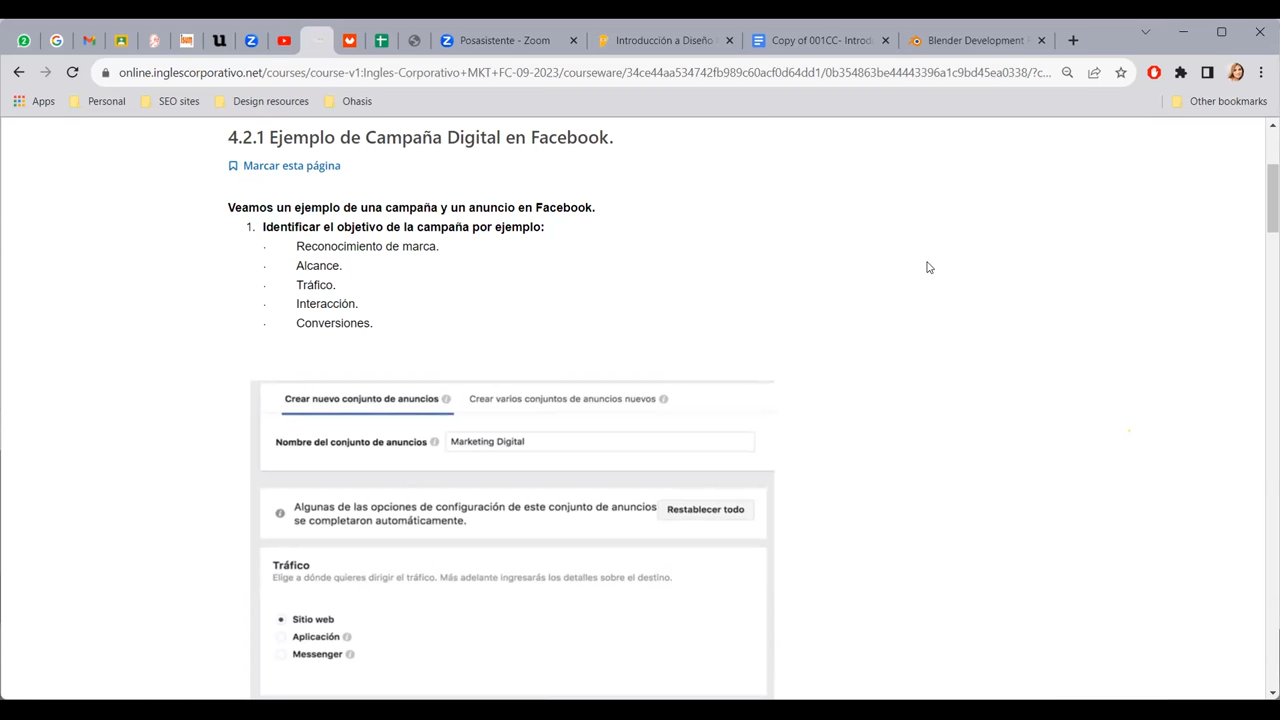 2
Posasistente - Zoom
Introducción a Diseño
Copy of 001CC- Introd
Blender Development F
online.inglescorporativo.net/courses/course-v1:Ingles-Corporativo+MKT+FC-09-2023/courseware/34ce44aa534742fb989c60acf0d64dd1/0b354863be44443396a1c9bd45ea0338/?c...
Apps
Personal
SEO sites
Design resources
Ohasis
Other bookmarks
4.2.1 Ejemplo de Campaña Digital en Facebook.
Marcar esta página
Veamos un ejemplo de una campaña y un anuncio en Facebook.
1. Identificar el objetivo de la campaña por ejemplo:
· Reconocimiento de marca.
· Alcance.
· Tráfico.
· Interacción.
· Conversiones.
Crear nuevo conjunto de anuncios
Crear varios conjuntos de anuncios nuevos
Nombre del conjunto de anuncios
Marketing Digital
Algunas de las opciones de configuración de este conjunto de anuncios
se completaron automáticamente.
Restablecer todo
Tráfico
Elige a dónde quieres dirigir el tráfico. Más adelante ingresarás los detalles sobre el destino.
Sitio web
Aplicación
Messenger